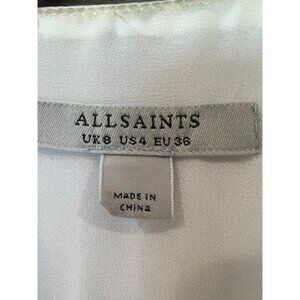 ALLSAINTS
UK8 US4 EU36
MADE IN
CHINA